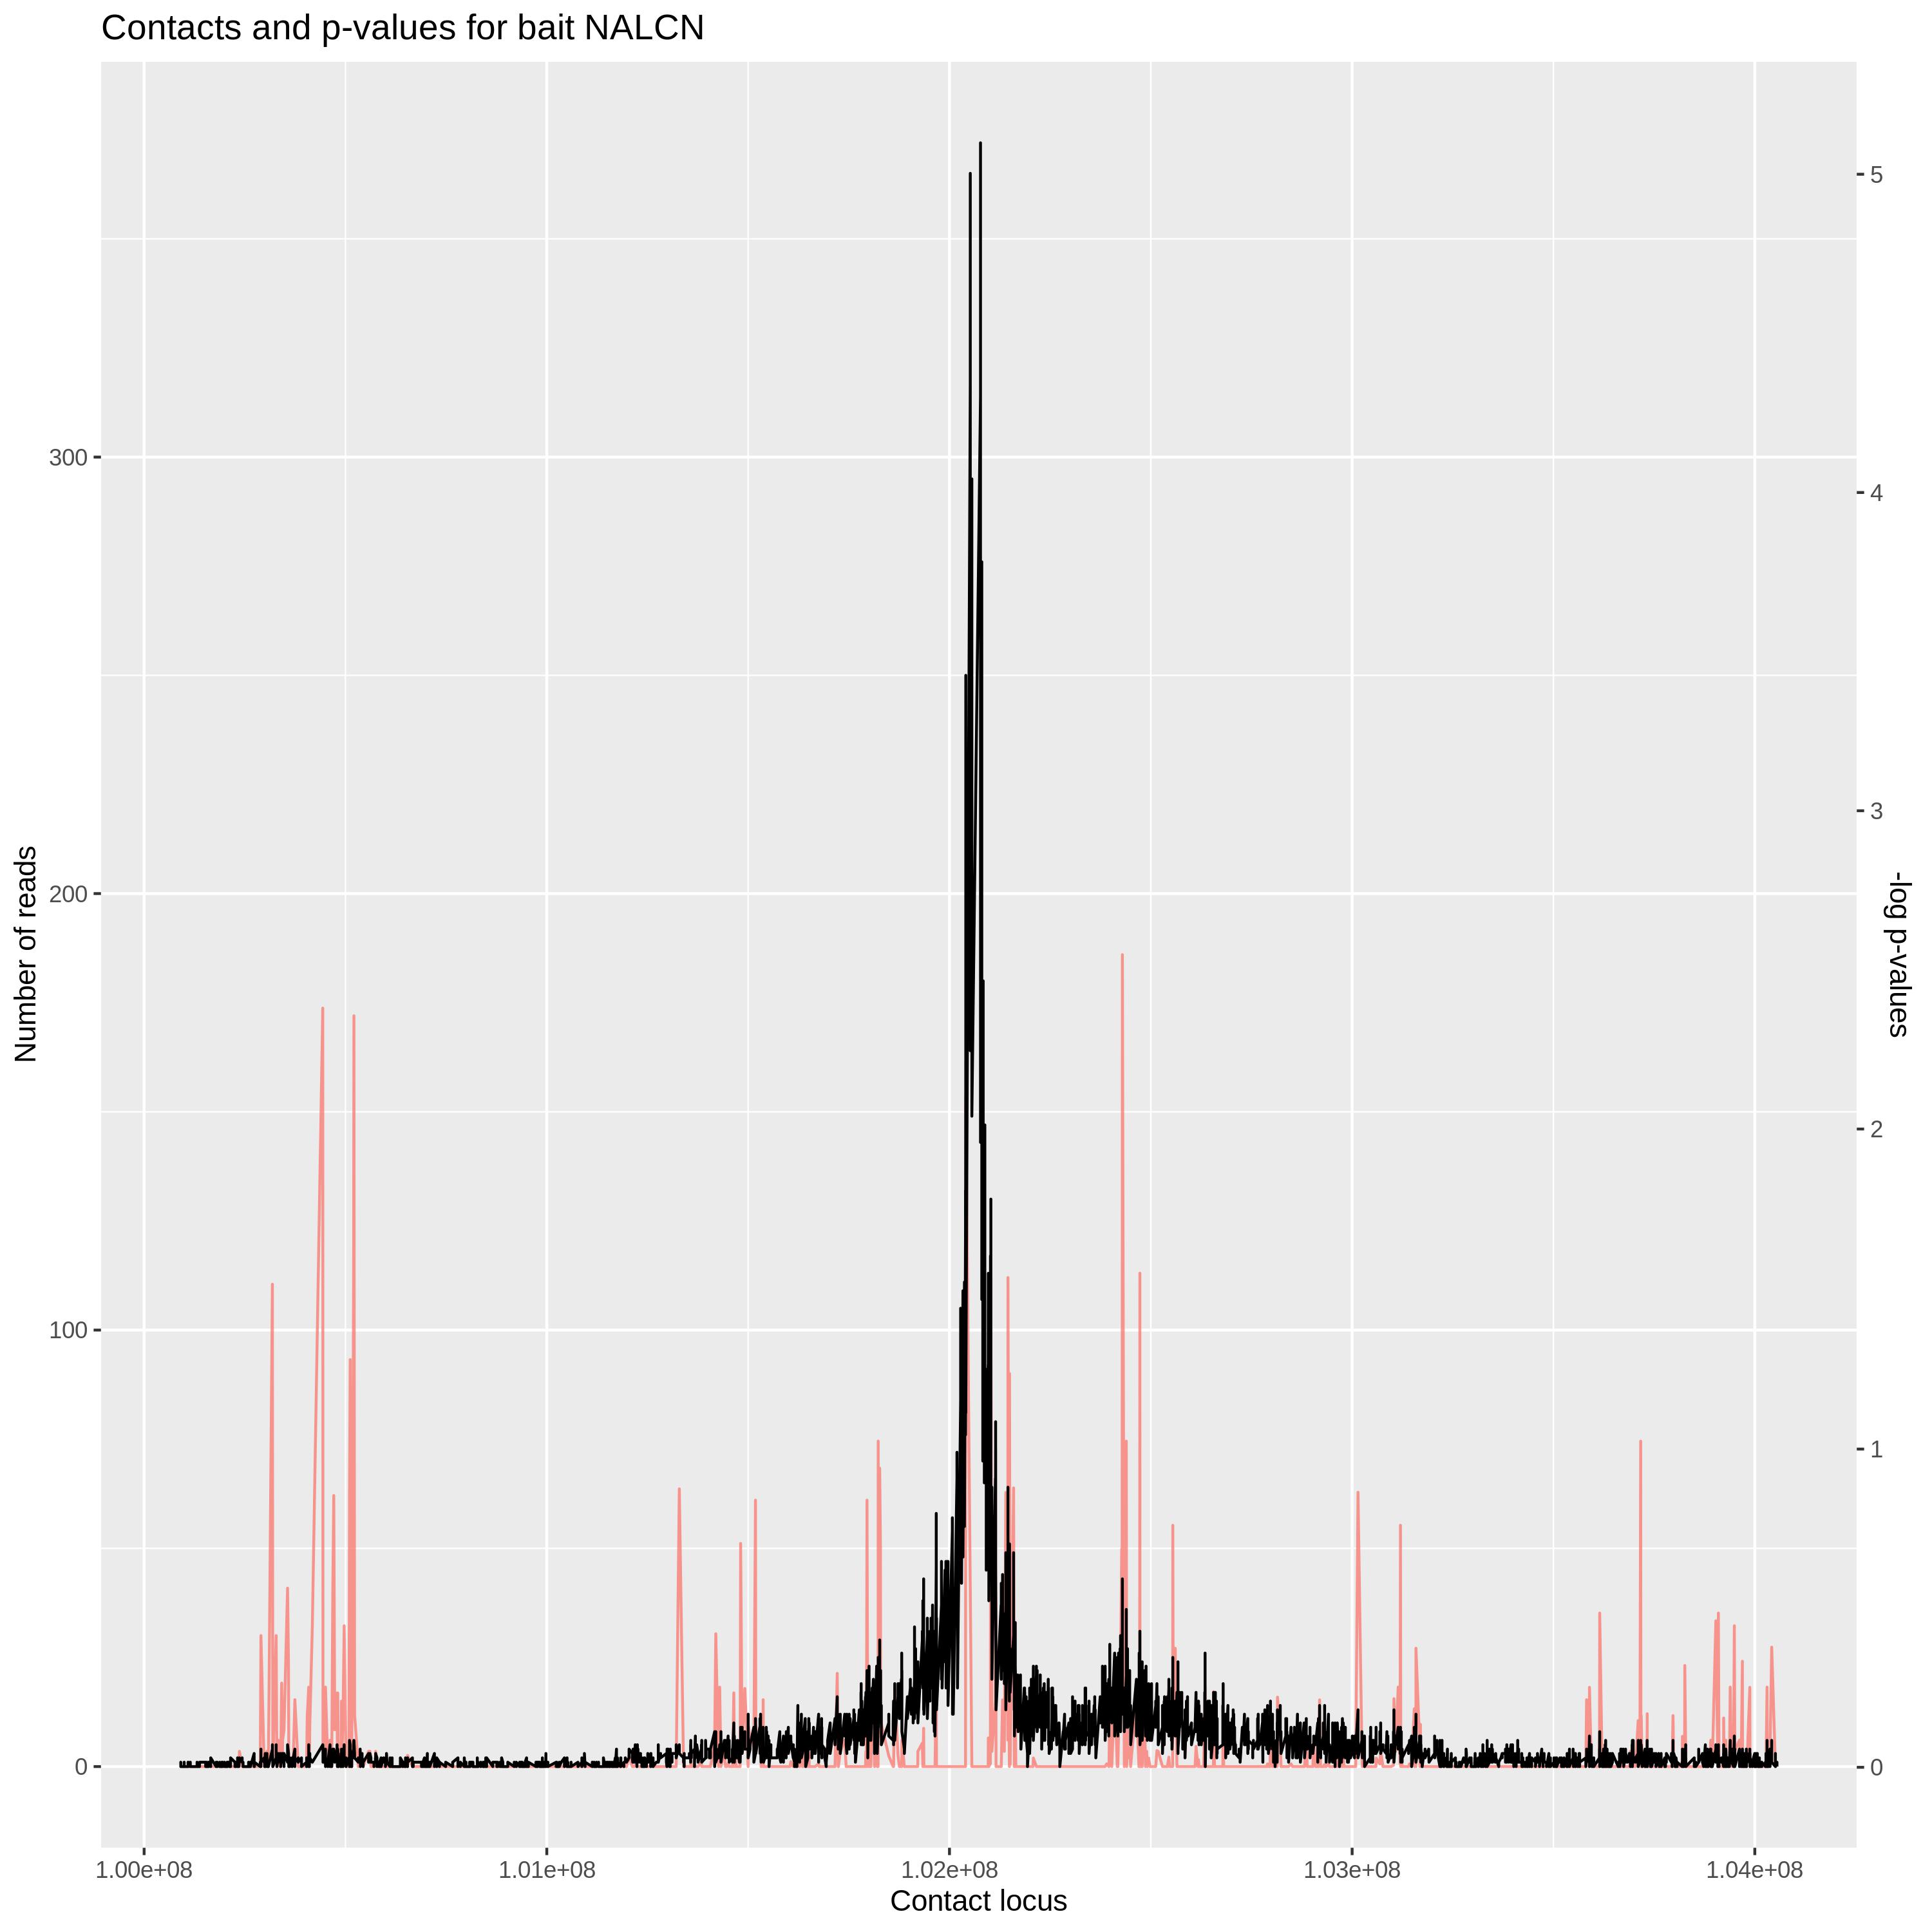 Contacts and p-values for bait NALCN
Number of reads
300
200
100
0
5
4
3
2
1
0
-log p-values
1.00e+08
1.01e+08
1.02e+08
1.03e+08
1.04e+08
Contact locus